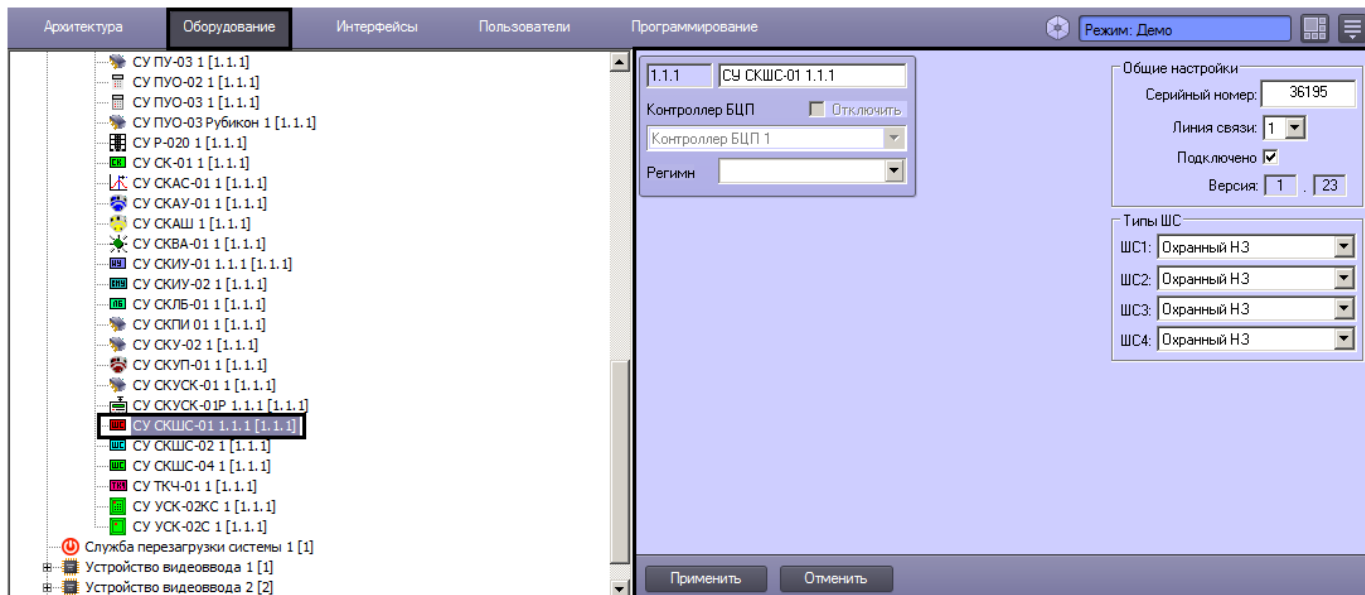 Архитектура Оборудование Интерфейсы Пользователи Программирование Режим: Демо
СУ ПУ-03 1 [1.1.1]
СУ ПУО-02 1 [1.1.1]
СУ ПУО-03 1 [1.1.1]
СУ ПУО-03 Рубикон 1 [1.1.1]
СУ Р-020 1 [1.1.1]
СУ СК-01 1 [1.1.1]
СУ СКАС-01 1 [1.1.1]
СУ СКАУ-01 1 [1.1.1]
СУ СКАШ 1 [1.1.1]
СУ СКВА-01 1 [1.1.1]
СУ СКИУ-01 1.1.1 [1.1.1]
СУ СКИУ-02 1 [1.1.1]
СУ СКЛБ-01 1 [1.1.1]
СУ СКПИ 01 1 [1.1.1]
СУ СКУ-02 1 [1.1.1]
СУ СКУП-01 1 [1.1.1]
СУ СКУСК-01 1 [1.1.1]
СУ СКУСК-01Р 1.1.1 [1.1.1]
ШС СУ СКШС-01 1.1.1 [1.1.1]
ШС СУ СКШС-02 1 [1.1.1]
ШС СУ СКШС-04 1 [1.1.1]
СУ ТКЧ-01 1 [1.1.1]
СУ УСК-02КС 1 [1.1.1]
СУ УСК-02С 1 [1.1.1]
Служба перезагрузки системы 1 [1]
Устройство видеоввода 1 [1]
Устройство видеоввода 2 [2]
1.1.1 СУ СКШС-01 1.1.1
Контроллер БЦП Отключить
Контроллер БЦП 1
Регимн
Общие настройки
Серийный номер: 36195
Линия связи: 1
Подключено
Версия: 1 . 23
Типы ШС
ШС1: Охранный НЗ
ШС2: Охранный НЗ
ШС3: Охранный НЗ
ШС4: Охранный НЗ
Применить Отменить